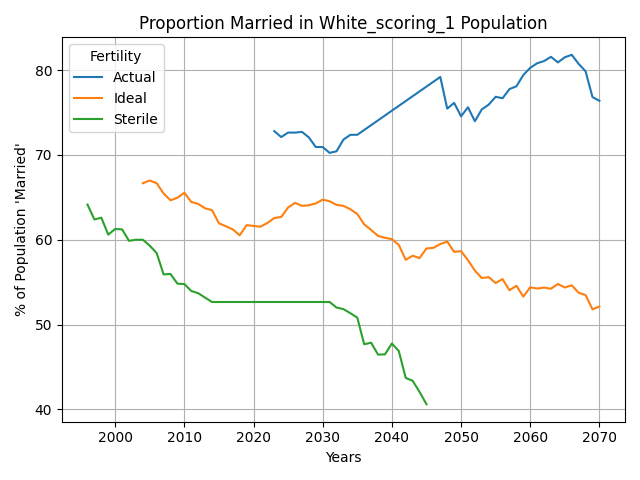 Proportion Married in White_scoring_1 Population
Fertility
Actual
Ideal
Sterile
% of Population 'Married'
80
70
60
50
40
2000
2010
2020
2030
2040
2050
2060
2070
Years